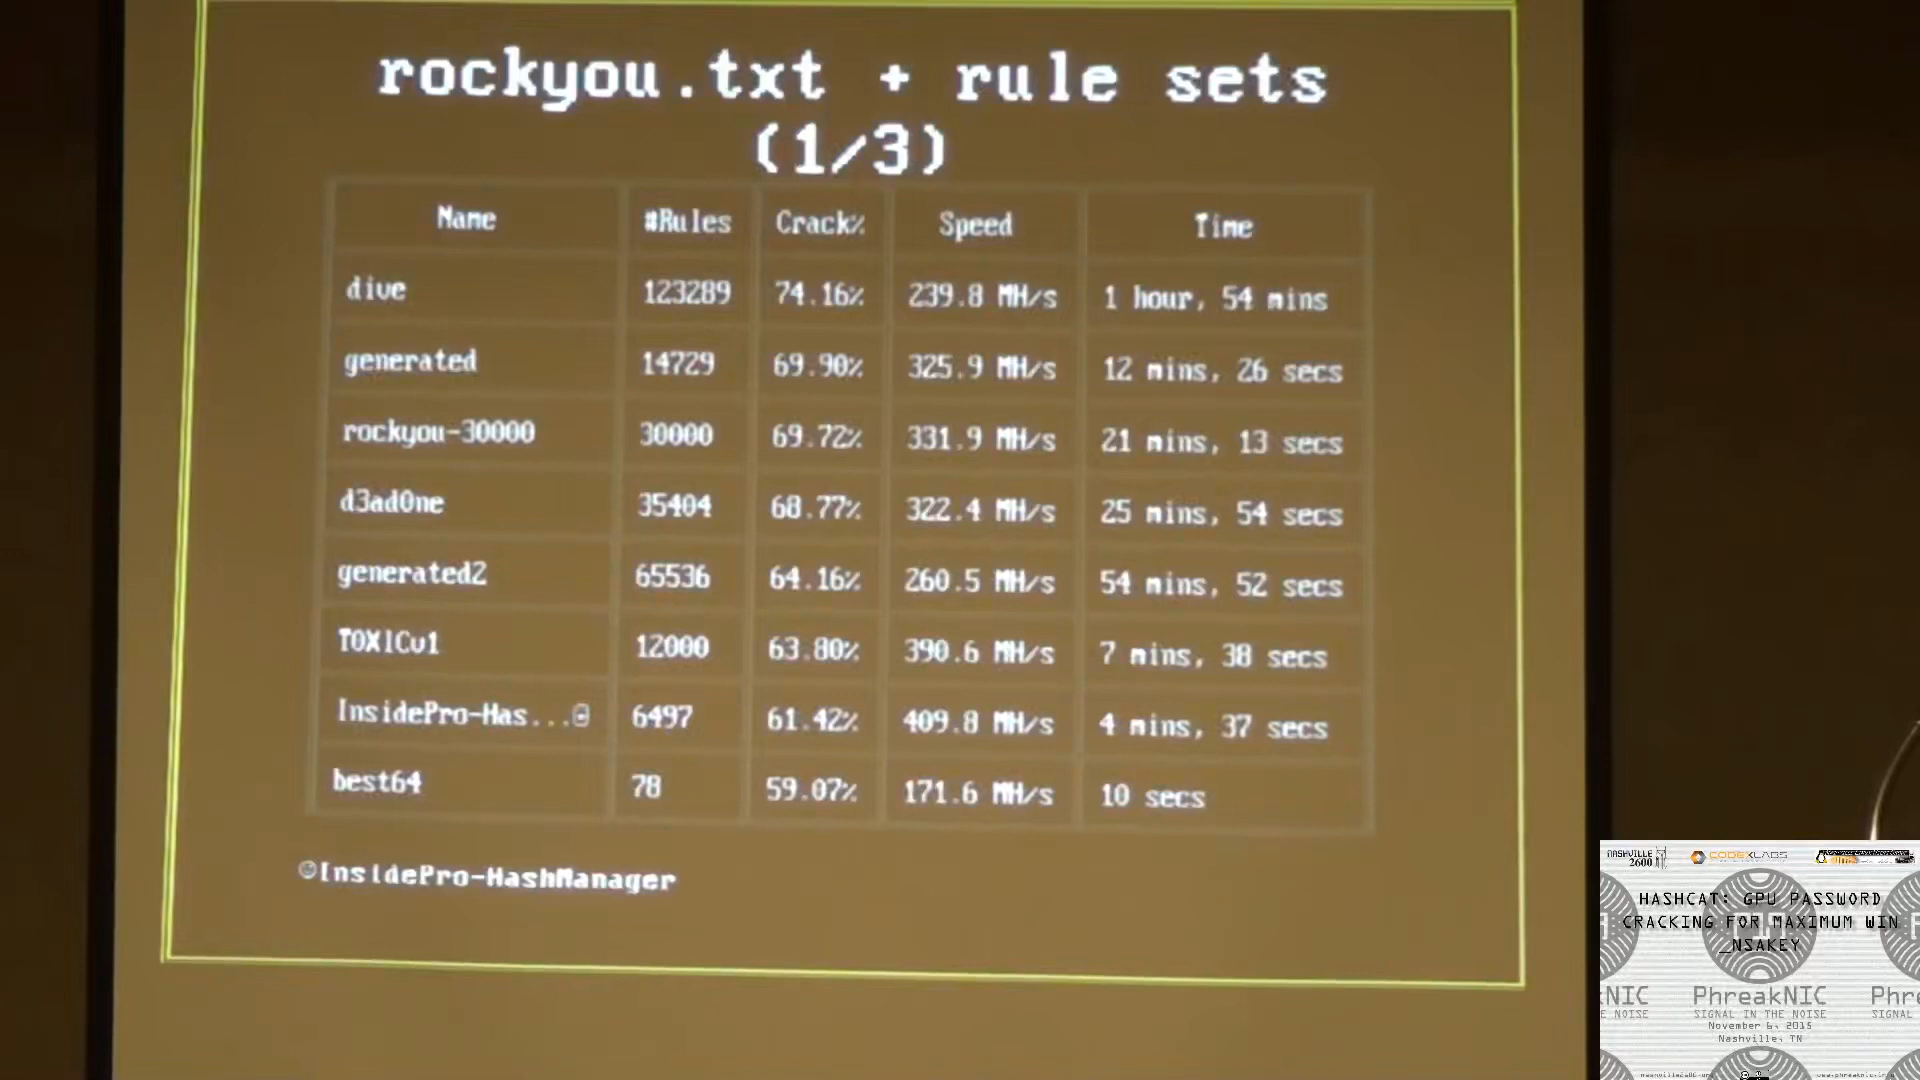 rockyou.txt + rule sets
(1/3)
Name #Rules Crack% Speed Time
dive 123289 74.16% 239.8 MH/s 1 hour, 54 mins
generated 14729 69.90% 325.9 MH/s 12 mins, 26 secs
rockyou-30000 30000 69.72% 331.9 MH/s 21 mins, 13 secs
d3ad0ne 35404 68.77% 322.4 MH/s 25 mins, 54 secs
generated2 65536 64.16% 260.5 MH/s 54 mins, 52 secs
T0XlCv1 12000 63.80% 390.6 MH/s 7 mins, 38 secs
InsidePro-Has...☺ 6497 61.42% 409.8 MH/s 4 mins, 37 secs
best64 78 59.07% 171.6 MH/s 10 secs
☺InsidePro-HashManager
NASHVILLE
2600
CODEXLABS
HASHCAT: GPU PASSWORD
CRACKING FOR MAXIMUM WIN
_NSAKEY
PhreakNIC
SIGNAL IN THE NOISE
November 6, 2015
Nashville, TN